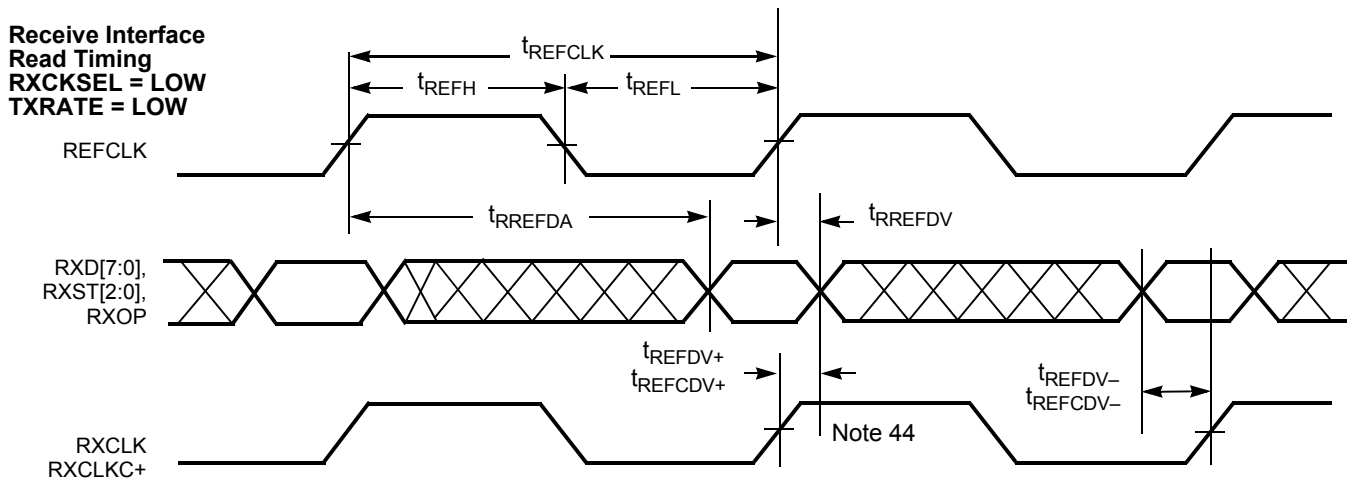 Receive Interface
Read Timing
RXCKSEL = LOW
TXRATE = LOW
tREFCLK
tREFH
tREFL
REFCLK
tRREFDA
tRREFDV
RXD[7:0],
RXST[2:0],
RXOP
tREFDV+
tREFCDV+
tREFDV–
tREFCDV–
Note 44
RXCLK
RXCLKC+